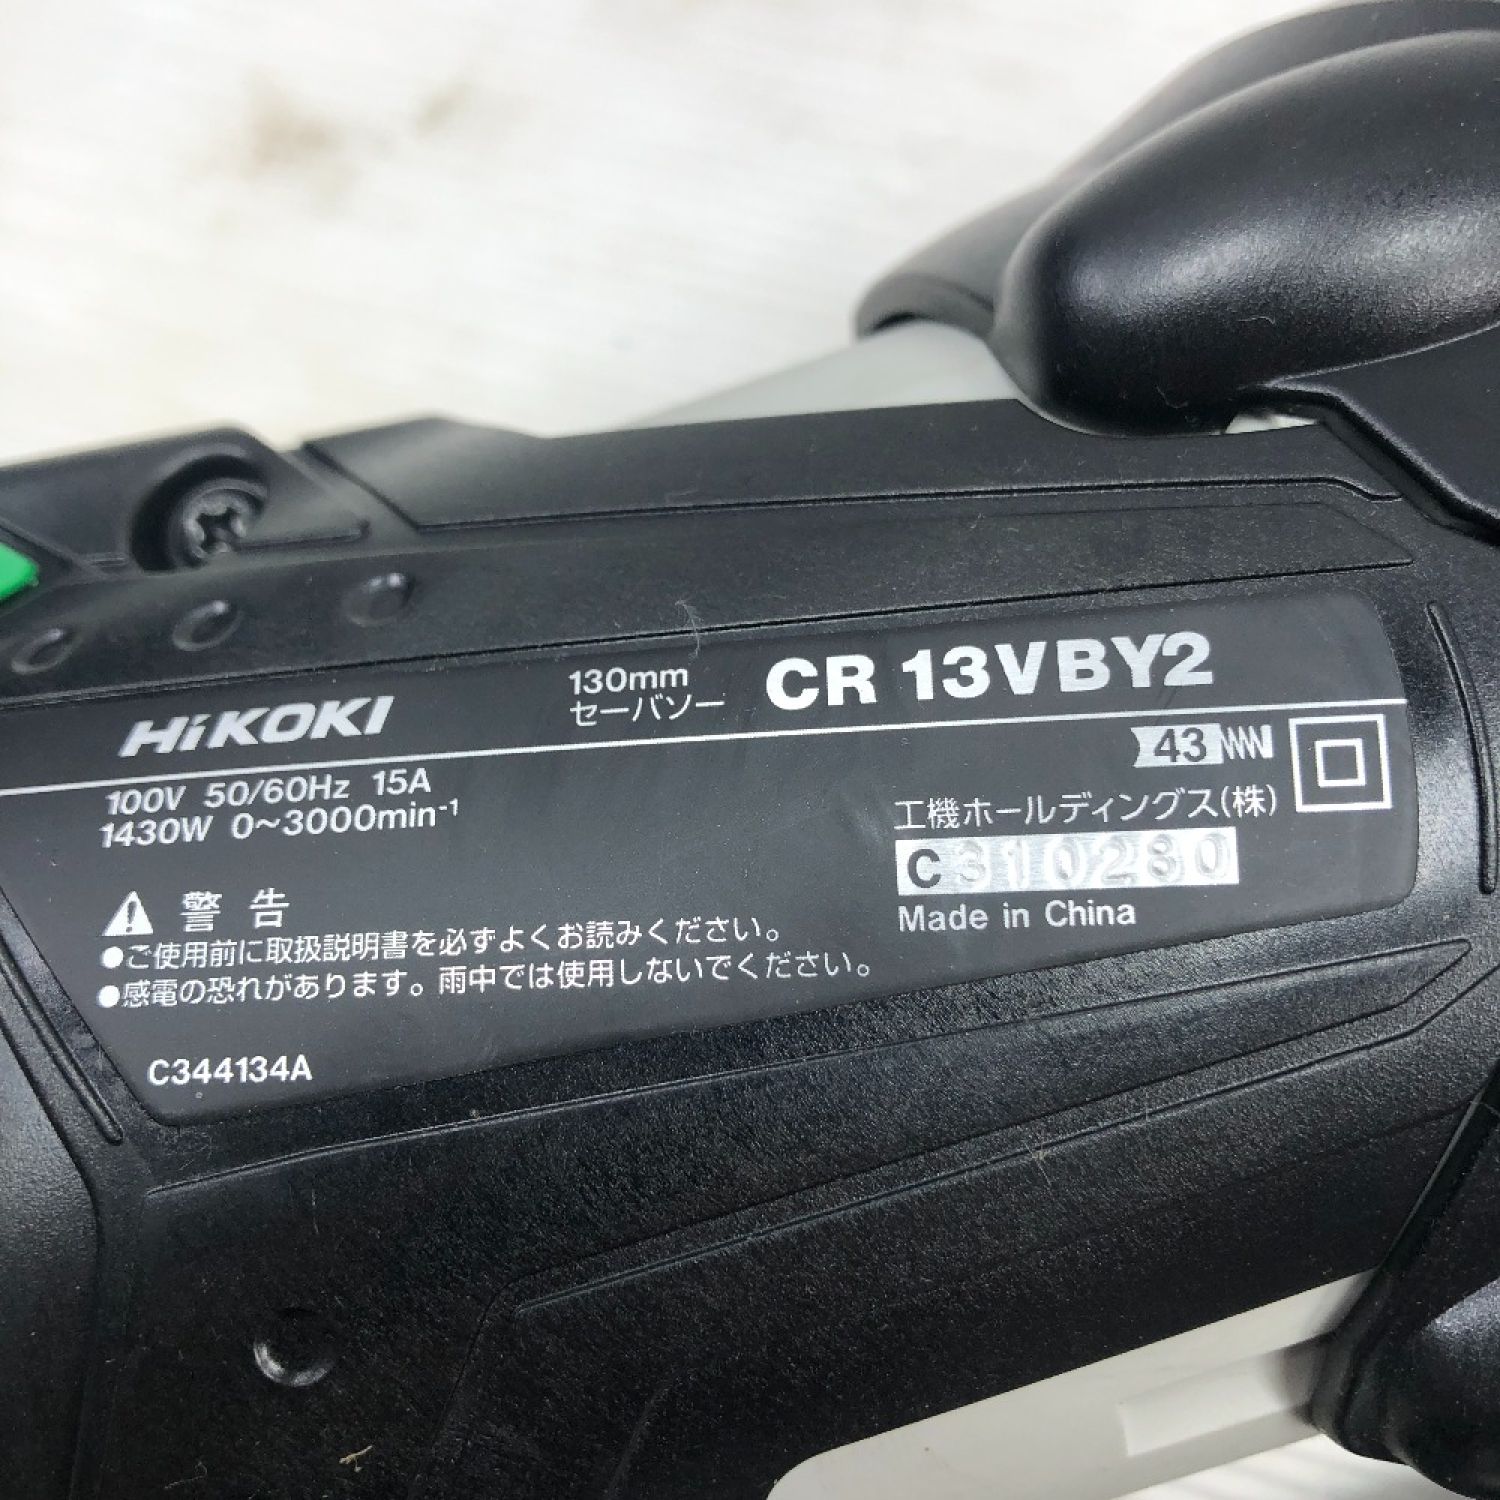 HiKOKI
130mm
セーバソー
CR 13VBY2
100V 50/60Hz 15A
1430W 0~3000min⁻¹
43
工機ホールディングス(株)
C310280
Made in China
警告
●ご使用前に取扱説明書を必ずよくお読みください。
●感電の恐れがあります。雨中では使用しないでください。
C344134A